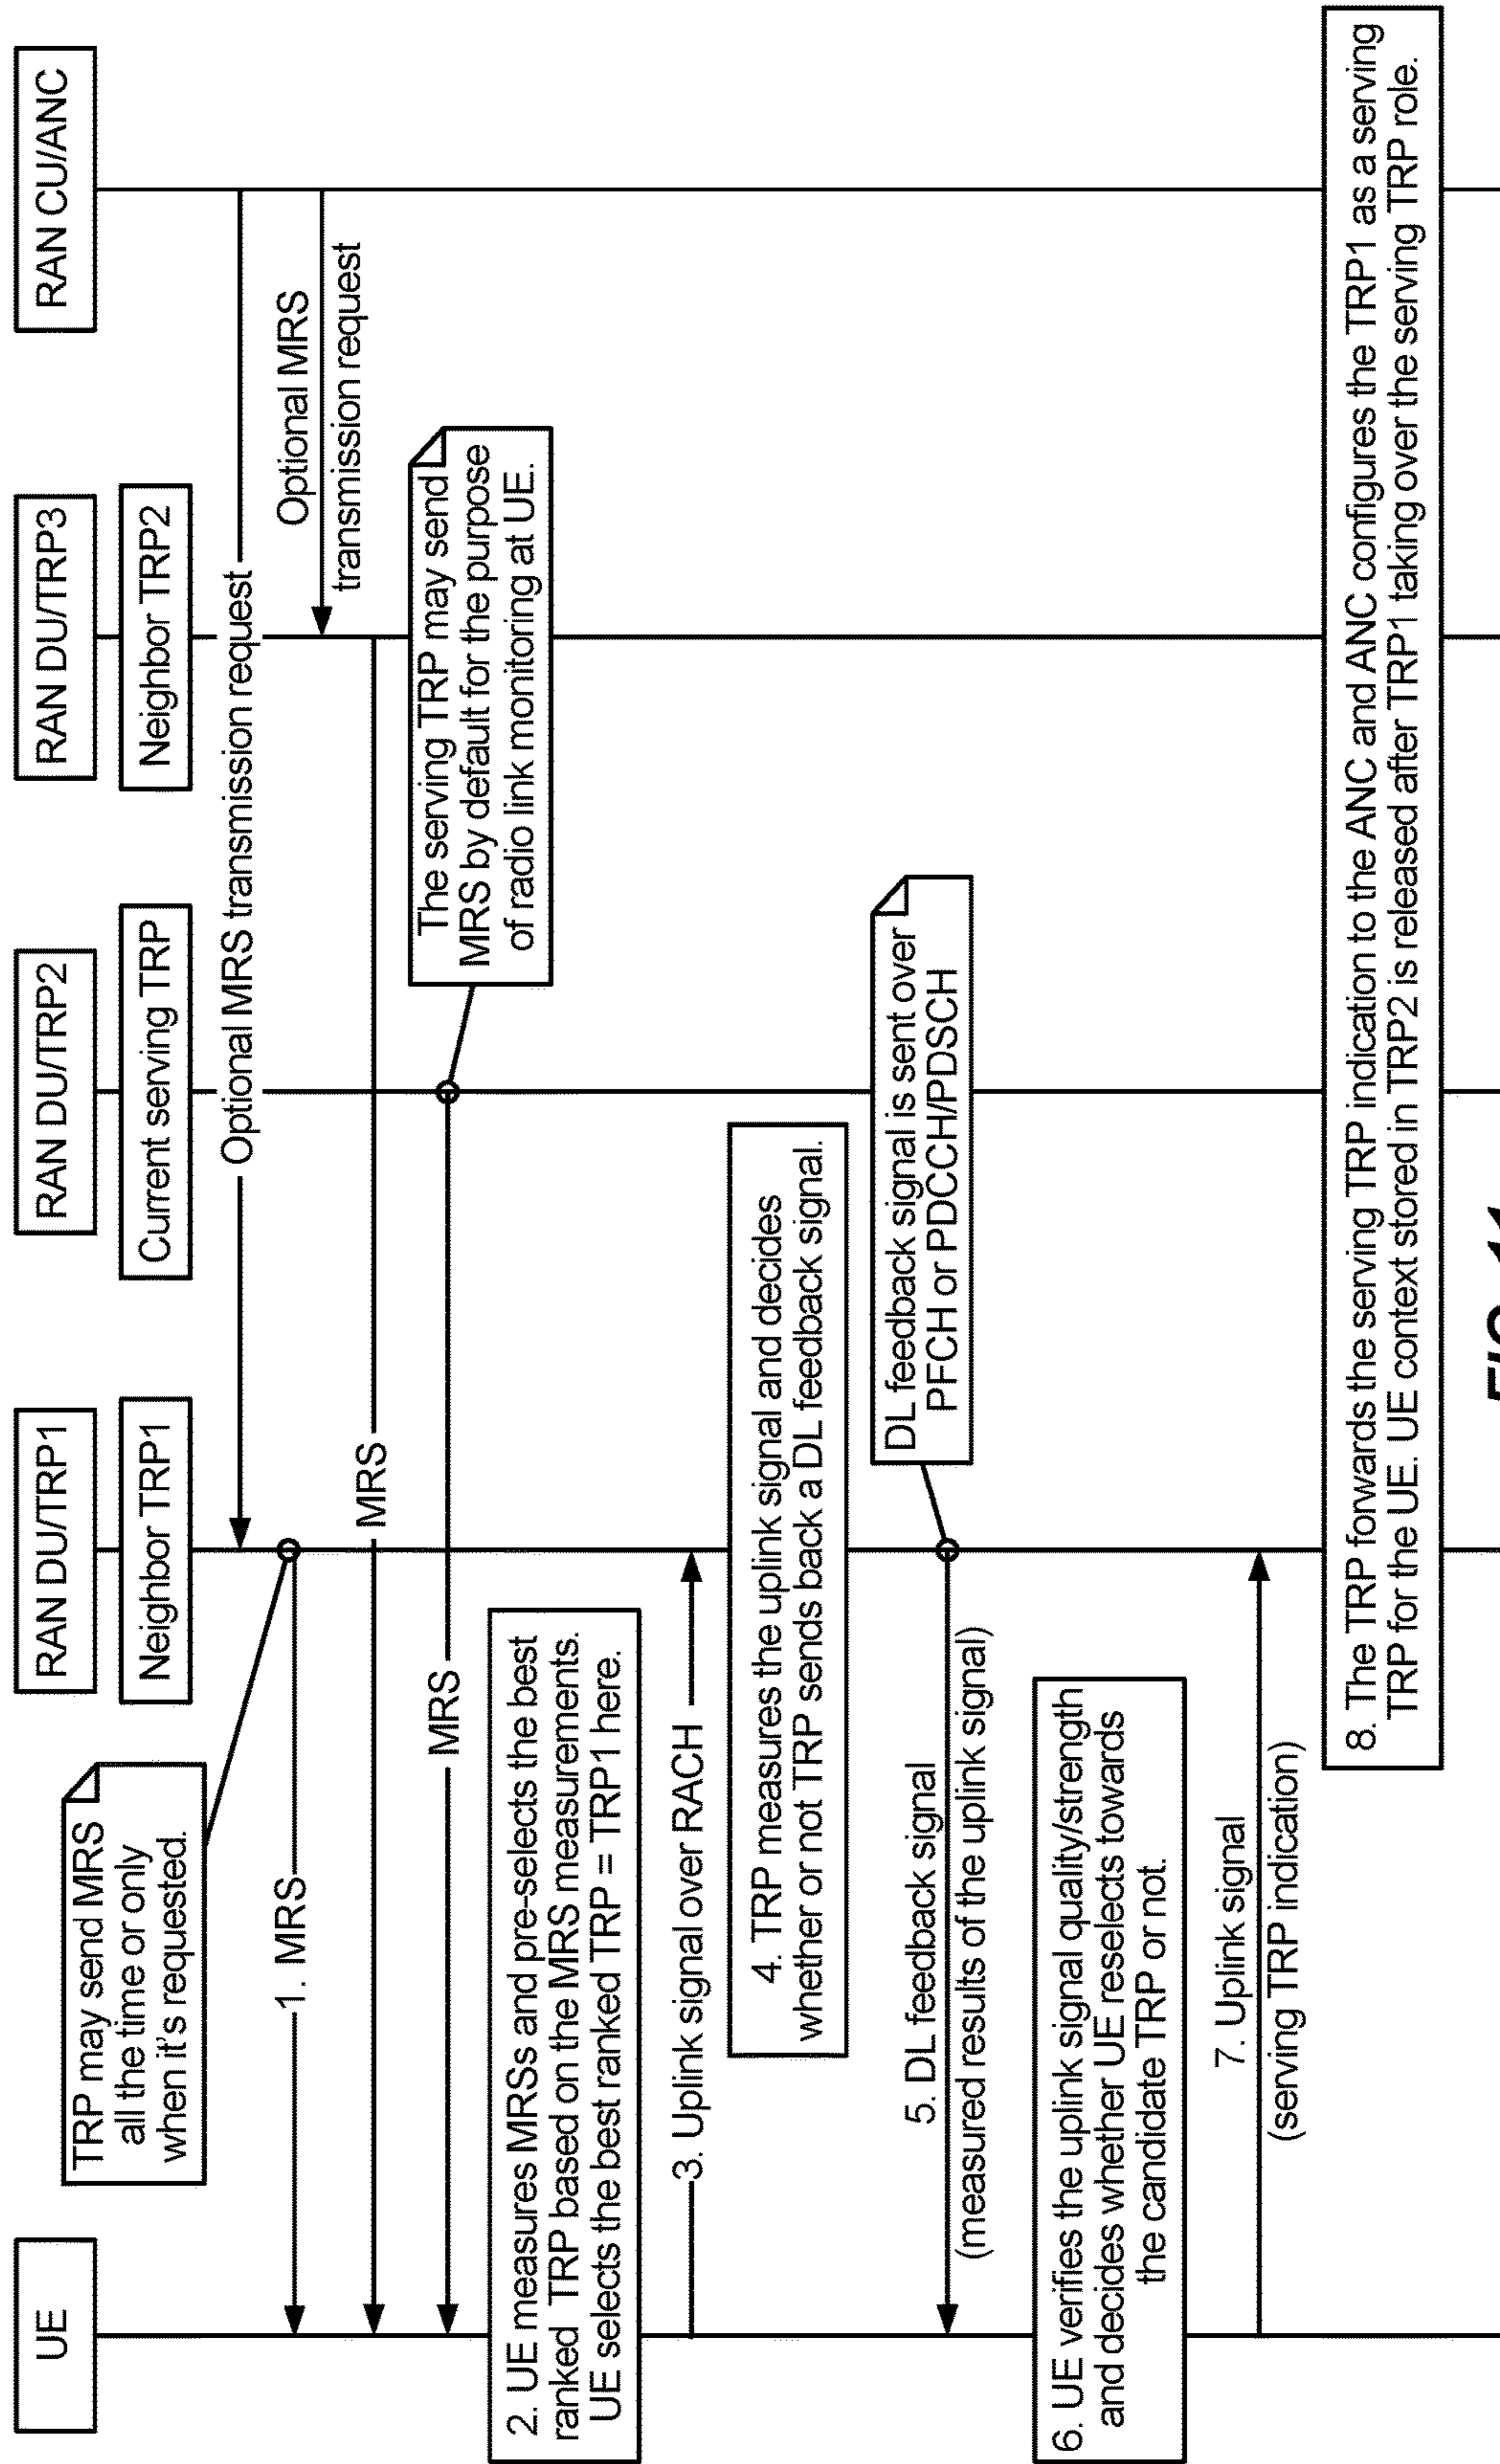 UE
RAN DU/TRP1
RAN DU/TRP2
RAN DU/TRP3
RAN CU/ANC
Neighbor TRP1
Current serving TRP
Neighbor TRP2
Optional MRS transmission request
TRP may send MRS
all the time or only
when it's requested.
1. MRS
Optional MRS
transmission request
MRS
MRS
The serving TRP may send
MRS by default for the purpose
of radio link monitoring at UE.
2. UE measures MRSs and pre-selects the best
ranked TRP based on the MRS measurements.
UE selects the best ranked TRP = TRP1 here.
3. Uplink signal over RACH
4. TRP measures the uplink signal and decides
whether or not TRP sends back a DL feedback signal.
DL feedback signal is sent over
PFCH or PDCCH/PDSCH
5. DL feedback signal
(measured results of the uplink signal)
6. UE verifies the uplink signal quality/strength
and decides whether UE reselects towards
the candidate TRP or not.
7. Uplink signal
(serving TRP indication)
8. The TRP forwards the serving TRP indication to the ANC and ANC configures the TRP1 as a serving
TRP for the UE. UE context stored in TRP2 is released after TRP1 taking over the serving TRP role.